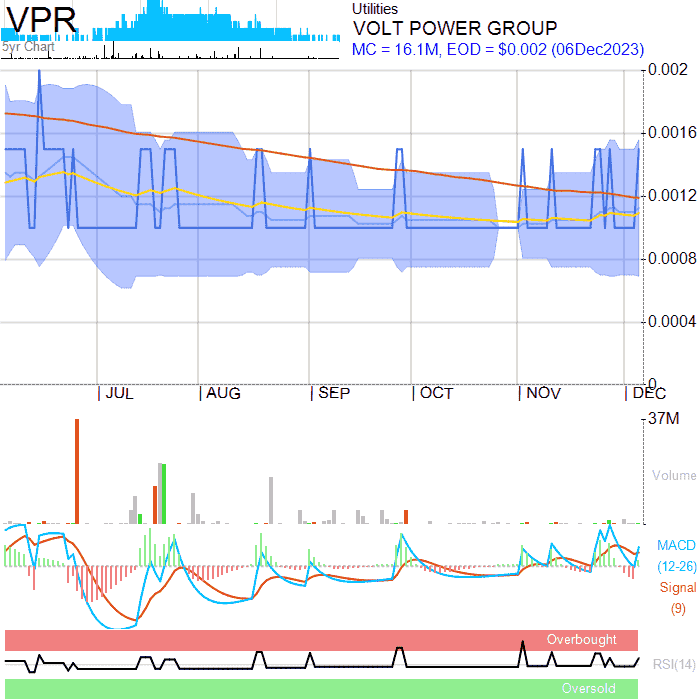 VPR
5yr Chart
Utilities
VOLT POWER GROUP
MC = 16.1M, EOD = $0.002 (06Dec2023)
0.002
0.0016
0.0012
0.0008
0.0004
0
JUL AUG SEP OCT NOV DEC
37M
Volume
MACD
(12-26)
Signal
(9)
Overbought
RSI(14)
Oversold